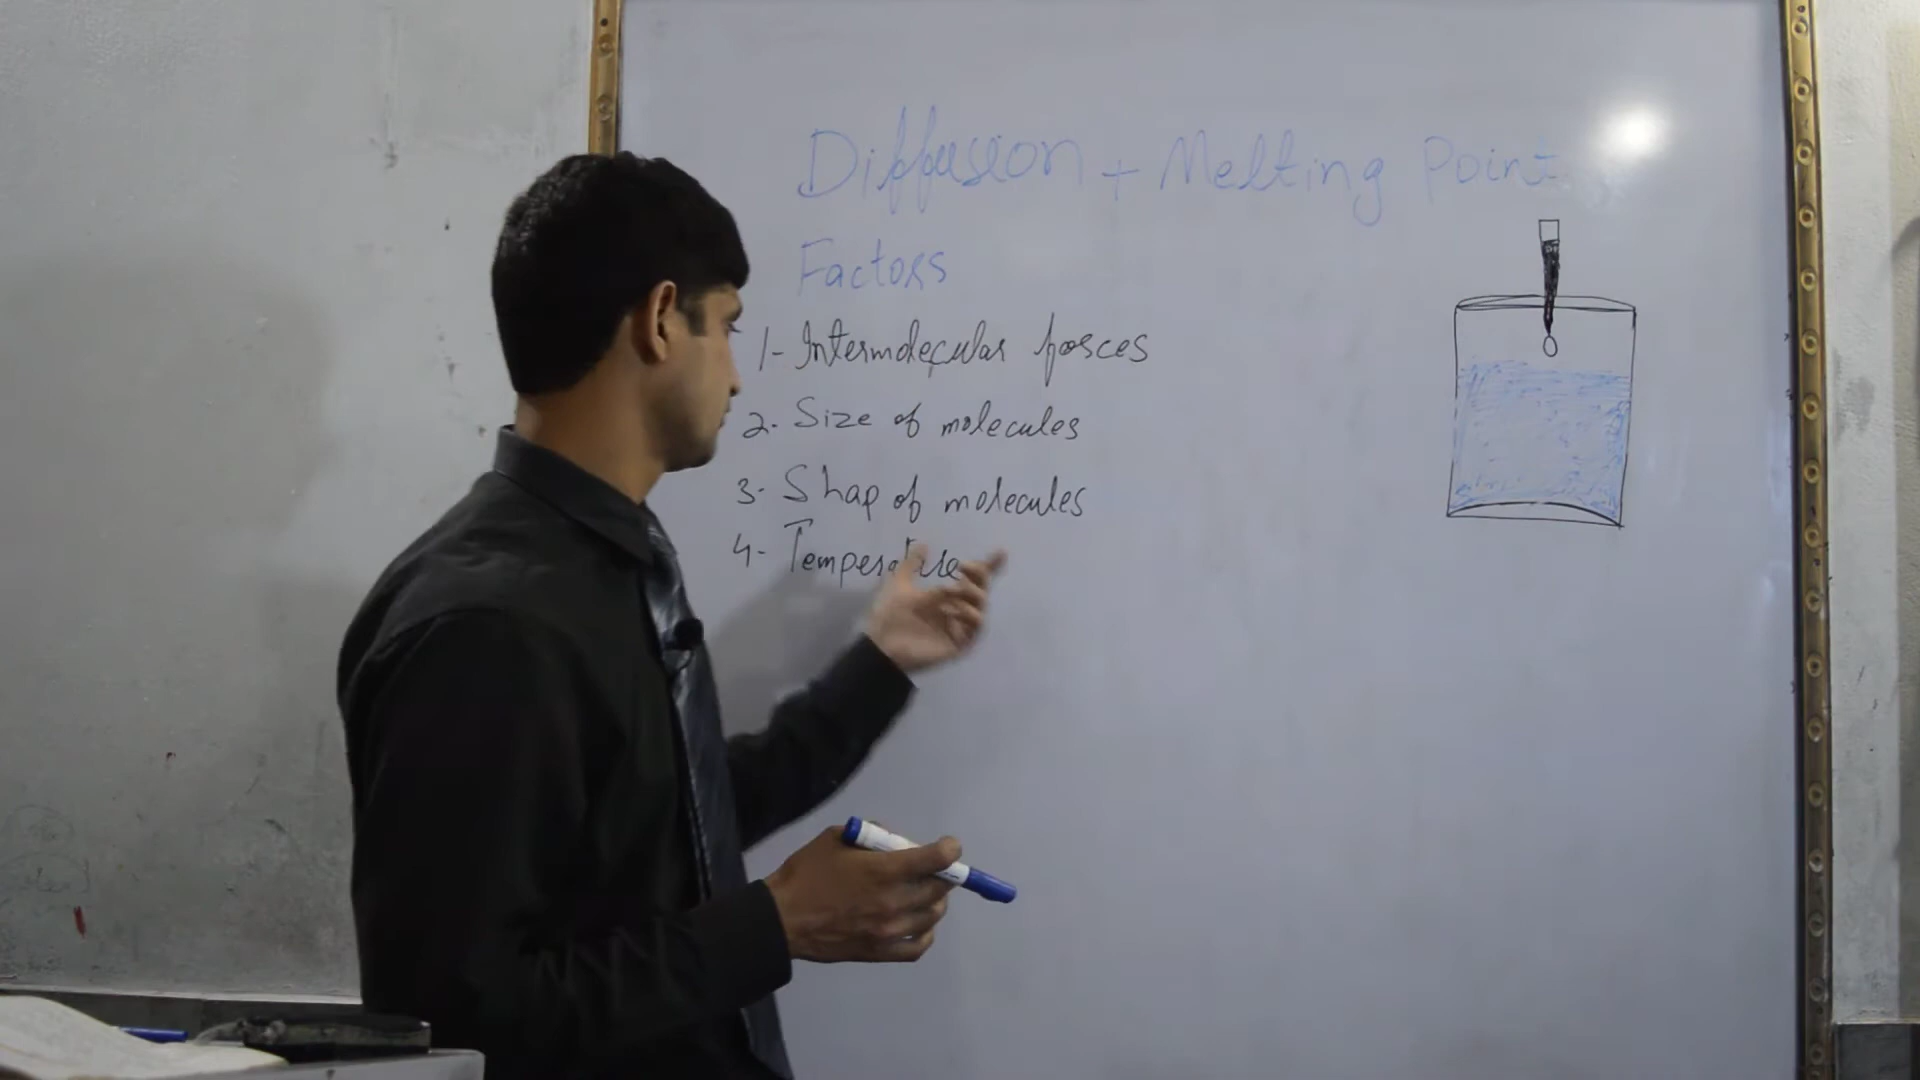 Diffusion + Melting Point
Factors
1- Intermolecular forces
2. Size of molecules
3- Shap of molecules
4- Temperature